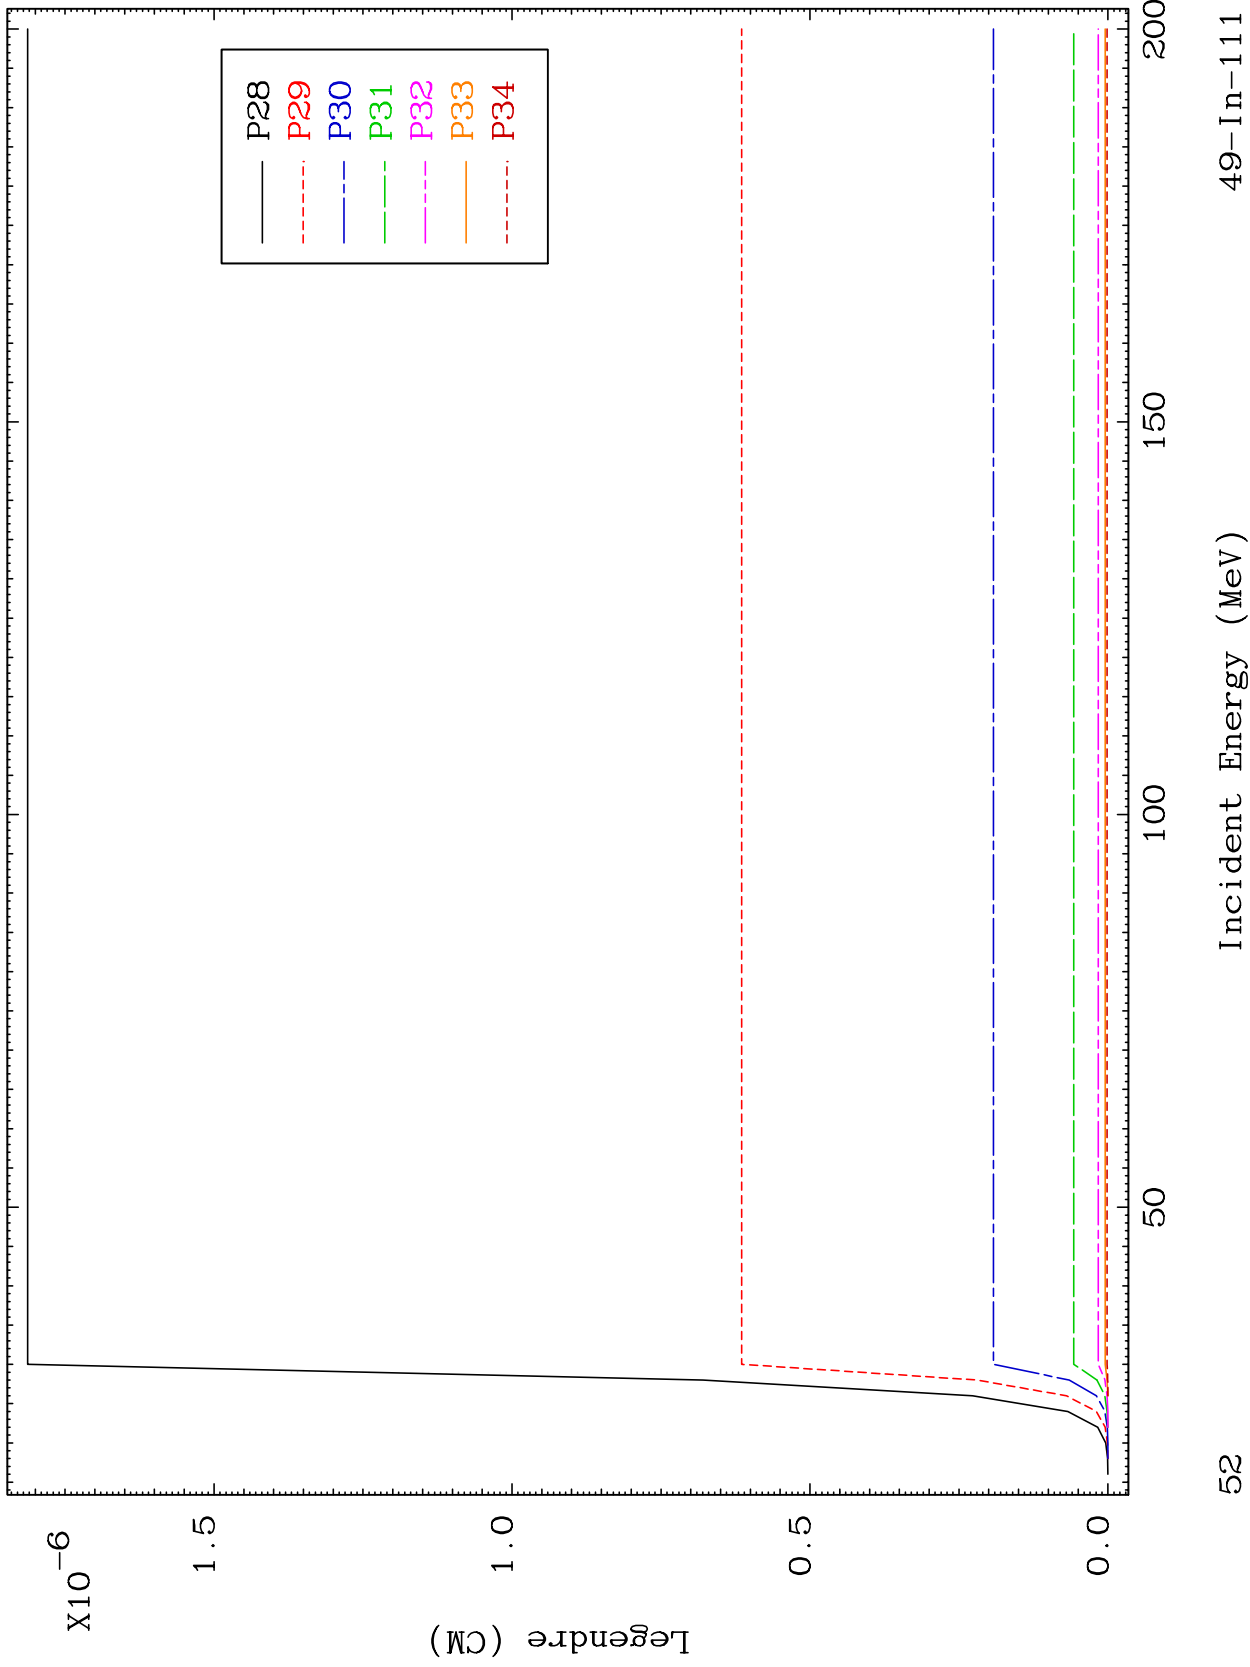 X10⁻⁶
1.5
1.0
0.5
0.0
Legendre (CM)
P28
P29
P30
P31
P32
P33
P34
50
100
150
200
Incident Energy (MeV)
52
49-In-111